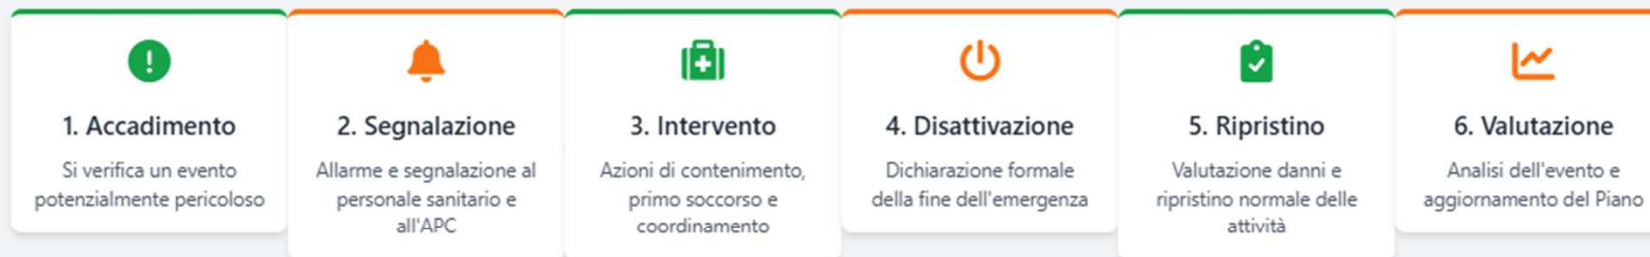 1. Accadimento
Si verifica un evento
potenzialmente pericoloso
2. Segnalazione
Allarme e segnalazione al
personale sanitario e
all'APC
3. Intervento
Azioni di contenimento,
primo soccorso e
coordinamento
4. Disattivazione
Dichiarazione formale
della fine dell'emergenza
5. Ripristino
Valutazione danni e
ripristino normale delle
attività
6. Valutazione
Analisi dell'evento e
aggiornamento del Piano